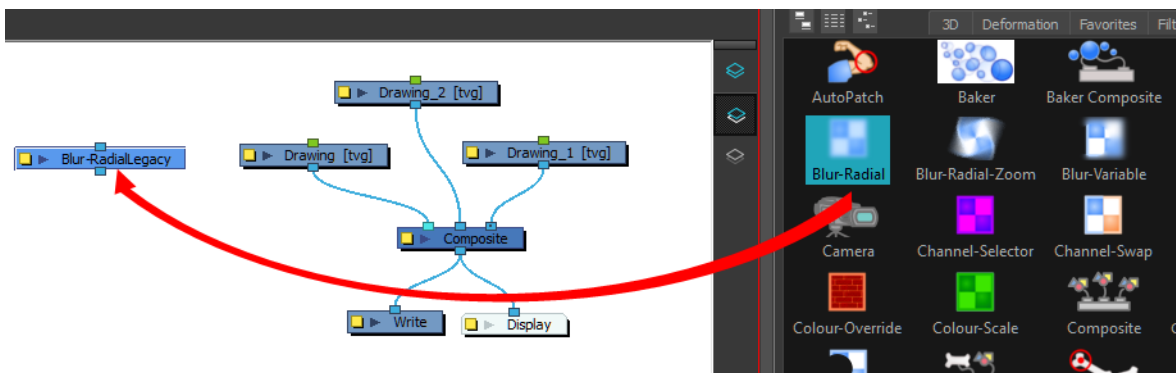 3D Deformation Favorites Filt
Drawing_2 [tvg]
Blur-RadialLegacy
Drawing [tvg]
Drawing_1 [tvg]
Composite
Write
Display
AutoPatch Baker Baker Composite
Blur-Radial Blur-Radial-Zoom Blur-Variable
Camera Channel-Selector Channel-Swap
Colour-Override Colour-Scale Composite